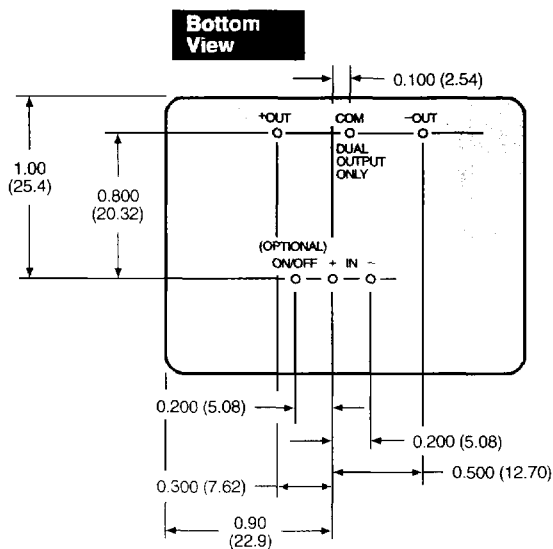 Bottom
View
0.100 (2.54)
+OUT COM −OUT
DUAL
OUTPUT
ONLY
1.00
(25.4)
0.800
(20.32)
(OPTIONAL)
ON/OFF + IN −
0.200 (5.08)
0.200 (5.08)
0.500 (12.70)
0.300 (7.62)
0.90
(22.9)